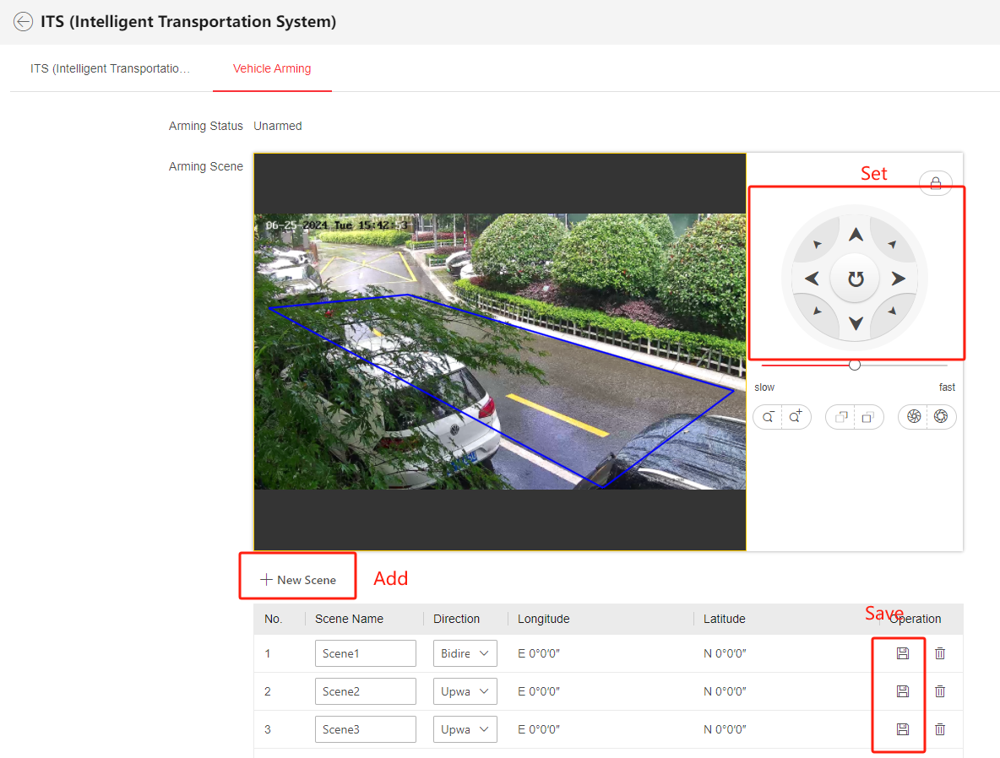 ITS (Intelligent Transportation System)
ITS (Intelligent Transportatio… Vehicle Arming
Arming Status Unarmed
Arming Scene
Set
06-25-2024 Tue 15:42:53
slow fast
New Scene Add
Save
No. Scene Name Direction Longitude Latitude Operation
1 Scene1 Bidire E 0°0'0" N 0°0'0"
2 Scene2 Upwa E 0°0'0" N 0°0'0"
3 Scene3 Upwa E 0°0'0" N 0°0'0"